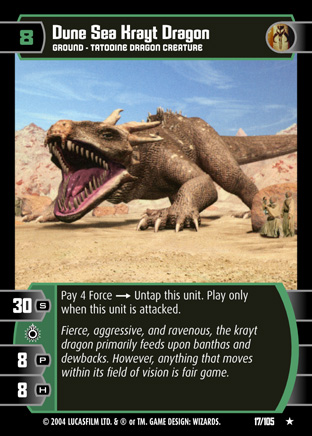 8 Dune Sea Krayt Dragon
GROUND - TATOOINE DRAGON CREATURE
30 S
Pay 4 Force → Untap this unit. Play only
when this unit is attacked.
Fierce, aggressive, and ravenous, the krayt
dragon primarily feeds upon banthas and
dewbacks. However, anything that moves
within its field of vision is fair game.
8 P
8 H
© 2004 LUCASFILM LTD. & ® or TM. GAME DESIGN: WIZARDS. 17/105 ★